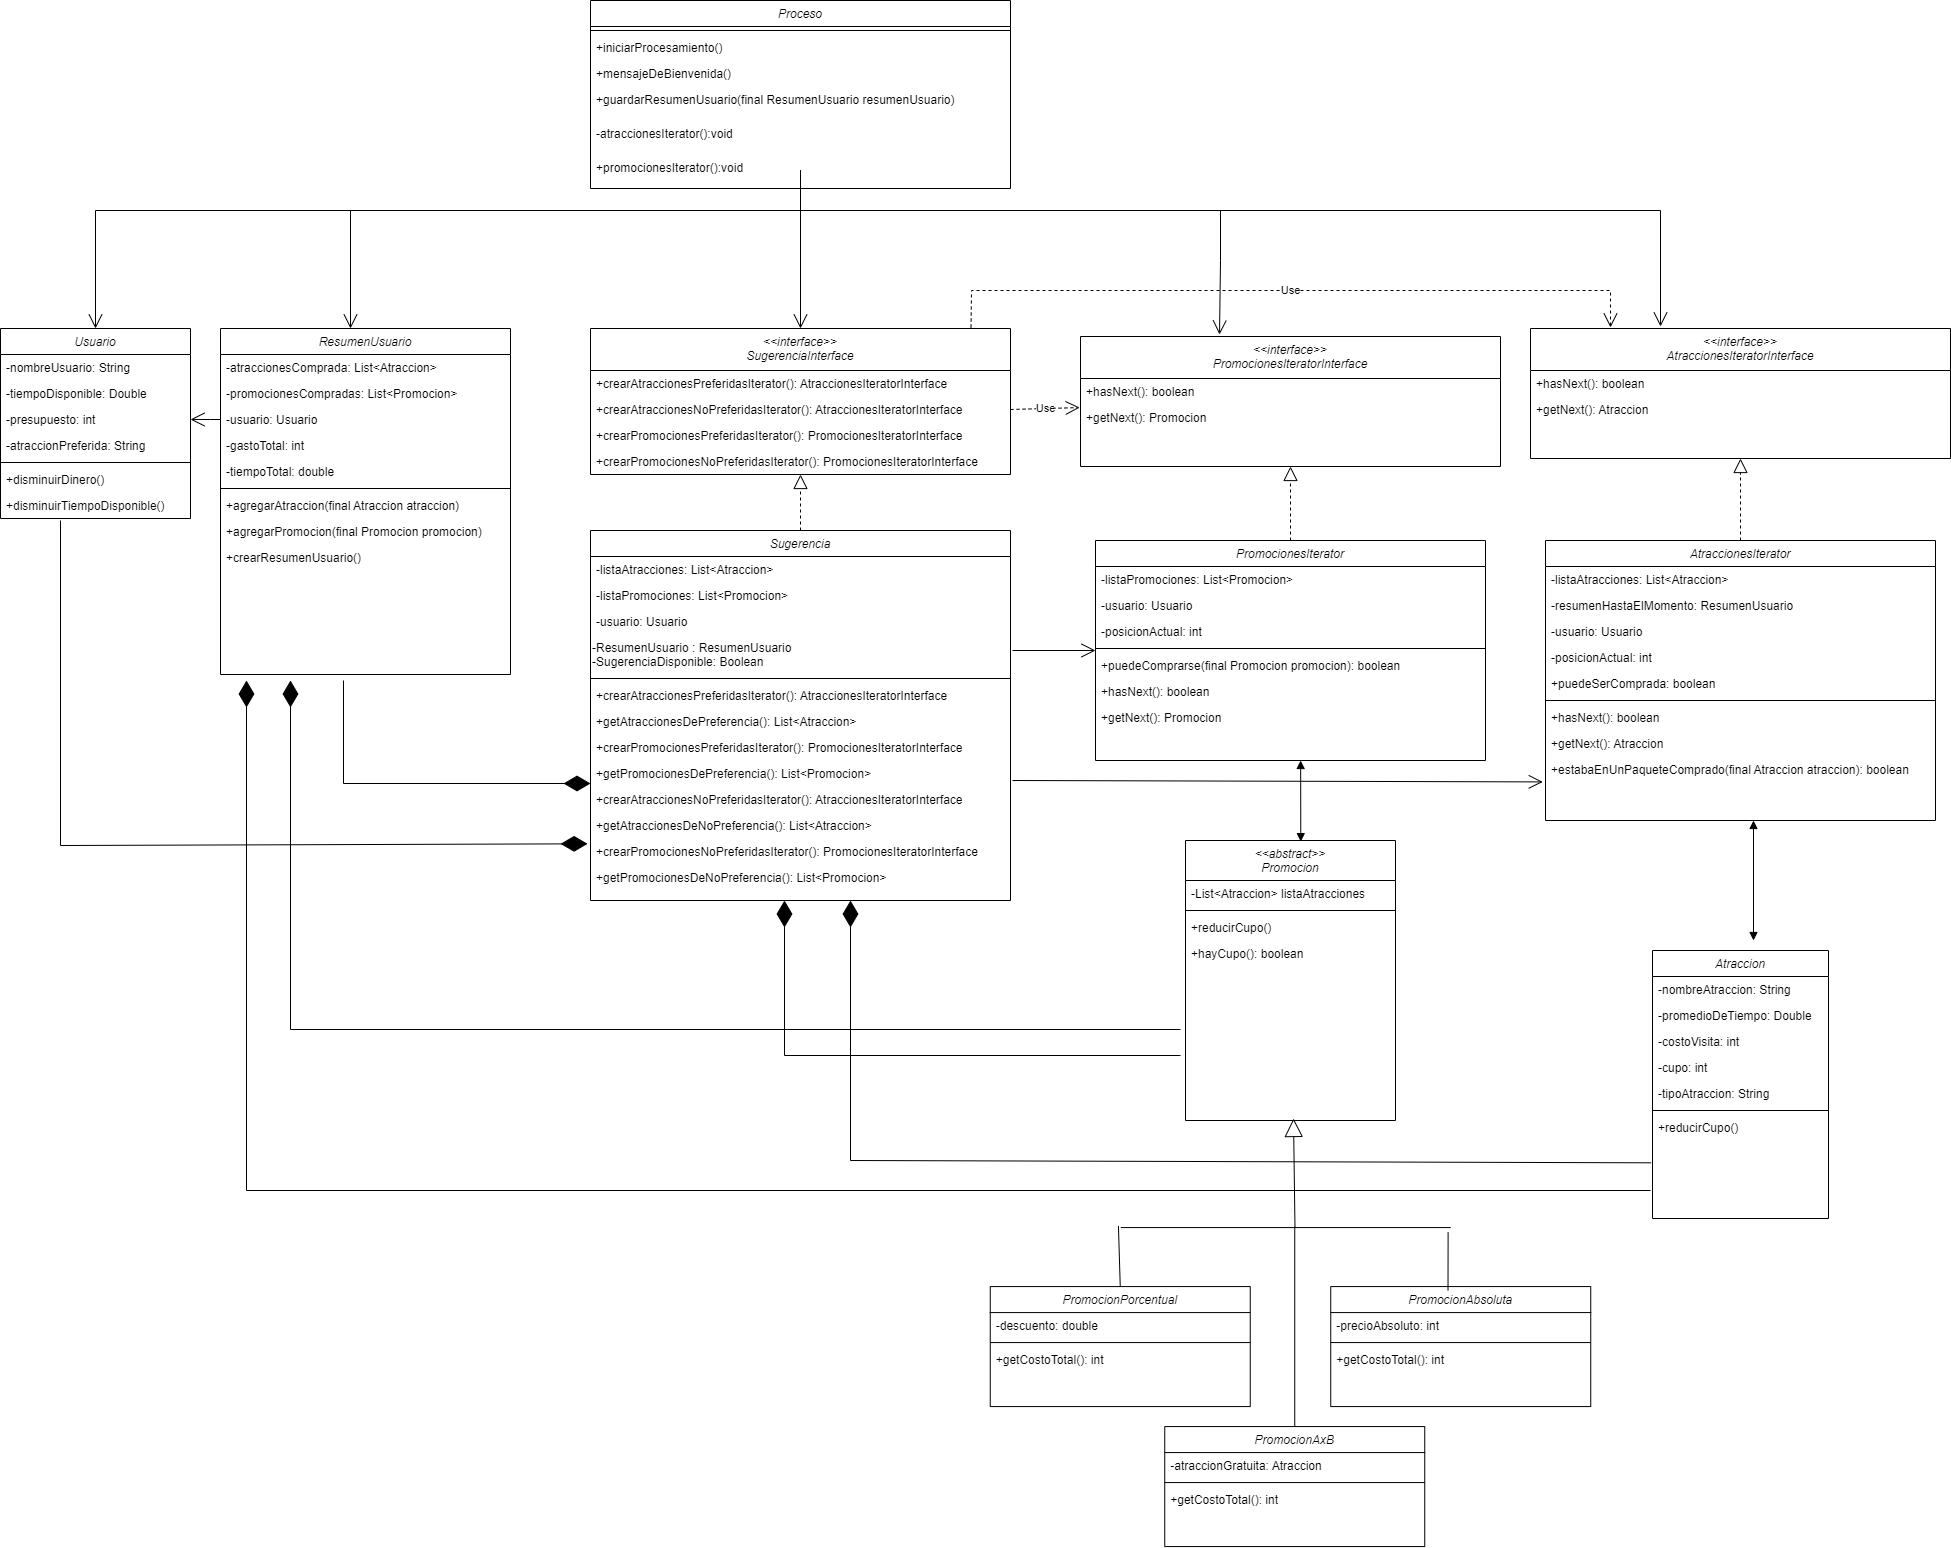 Proceso
+iniciarProcesamiento()
+mensajeDeBienvenida()
+guardarResumenUsuario(final ResumenUsuario resumenUsuario)
-atraccionesIterator():void
+promocionesIterator():void
Use
Usuario
-nombreUsuario: String
-tiempoDisponible: Double
-presupuesto: int
-atraccionPreferida: String
+disminuirDinero()
+disminuirTiempoDisponible()
ResumenUsuario
-atraccionesComprada: List<Atraccion>
-promocionesCompradas: List<Promocion>
-usuario: Usuario
-gastoTotal: int
-tiempoTotal: double
+agregarAtraccion(final Atraccion atraccion)
+agregarPromocion(final Promocion promocion)
+crearResumenUsuario()
<<interface>>
SugerenciaInterface
+crearAtraccionesPreferidasIterator(): AtraccionesIteratorInterface
+crearAtraccionesNoPreferidasIterator(): AtraccionesIteratorInterface
+crearPromocionesPreferidasIterator(): PromocionesIteratorInterface
+crearPromocionesNoPreferidasIterator(): PromocionesIteratorInterface
Use
<<interface>>
PromocionesIteratorInterface
+hasNext(): boolean
+getNext(): Promocion
<<interface>>
AtraccionesIteratorInterface
+hasNext(): boolean
+getNext(): Atraccion
Sugerencia
-listaAtracciones: List<Atraccion>
-listaPromociones: List<Promocion>
-usuario: Usuario
-ResumenUsuario : ResumenUsuario
-SugerenciaDisponible: Boolean
+crearAtraccionesPreferidasIterator(): AtraccionesIteratorInterface
+getAtraccionesDePreferencia(): List<Atraccion>
+crearPromocionesPreferidasIterator(): PromocionesIteratorInterface
+getPromocionesDePreferencia(): List<Promocion>
+crearAtraccionesNoPreferidasIterator(): AtraccionesIteratorInterface
+getAtraccionesDeNoPreferencia(): List<Atraccion>
+crearPromocionesNoPreferidasIterator(): PromocionesIteratorInterface
+getPromocionesDeNoPreferencia(): List<Promocion>
PromocionesIterator
-listaPromociones: List<Promocion>
-usuario: Usuario
-posicionActual: int
+puedeComprarse(final Promocion promocion): boolean
+hasNext(): boolean
+getNext(): Promocion
AtraccionesIterator
-listaAtracciones: List<Atraccion>
-resumenHastaElMomento: ResumenUsuario
-usuario: Usuario
-posicionActual: int
+puedeSerComprada: boolean
+hasNext(): boolean
+getNext(): Atraccion
+estabaEnUnPaqueteComprado(final Atraccion atraccion): boolean
<<abstract>>
Promocion
-List<Atraccion> listaAtracciones
+reducirCupo()
+hayCupo(): boolean
Atraccion
-nombreAtraccion: String
-promedioDeTiempo: Double
-costoVisita: int
-cupo: int
-tipoAtraccion: String
+reducirCupo()
PromocionPorcentual
-descuento: double
+getCostoTotal(): int
PromocionAbsoluta
-precioAbsoluto: int
+getCostoTotal(): int
PromocionAxB
-atraccionGratuita: Atraccion
+getCostoTotal(): int